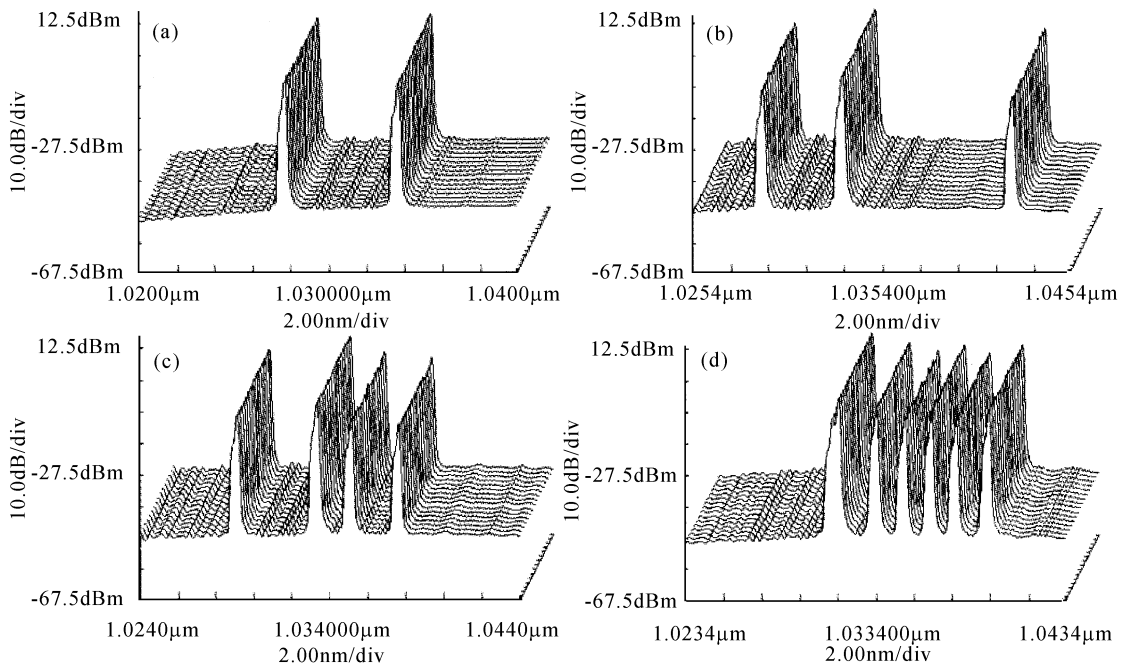 12.5dBm
(a)
10.0dB/div
-27.5dBm
-67.5dBm
1.0200μm
1.030000μm
1.0400μm
2.00nm/div
12.5dBm
(b)
10.0dB/div
-27.5dBm
-67.5dBm
1.0254μm
1.035400μm
1.0454μm
2.00nm/div
12.5dBm
(c)
10.0dB/div
-27.5dBm
-67.5dBm
1.0240μm
1.034000μm
1.0440μm
2.00nm/div
12.5dBm
(d)
10.0dB/div
-27.5dBm
-67.5dBm
1.0234μm
1.033400μm
1.0434μm
2.00nm/div